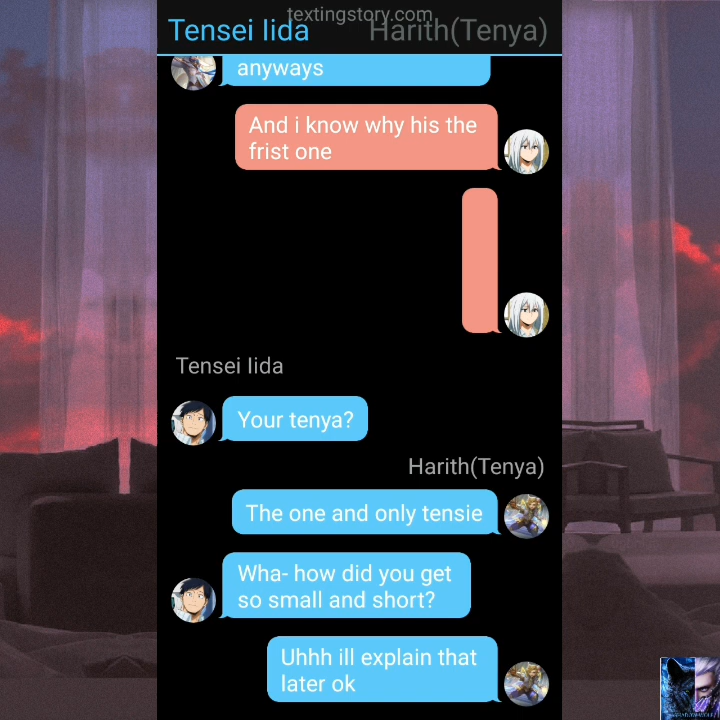 textingstory.com
Tensei Iida
Harith(Tenya)
anyways
And i know why his the
frist one
Tensei Iida
Your tenya?
Harith(Tenya)
The one and only tensie
Wha- how did you get
so small and short?
Uhhh ill explain that
later ok